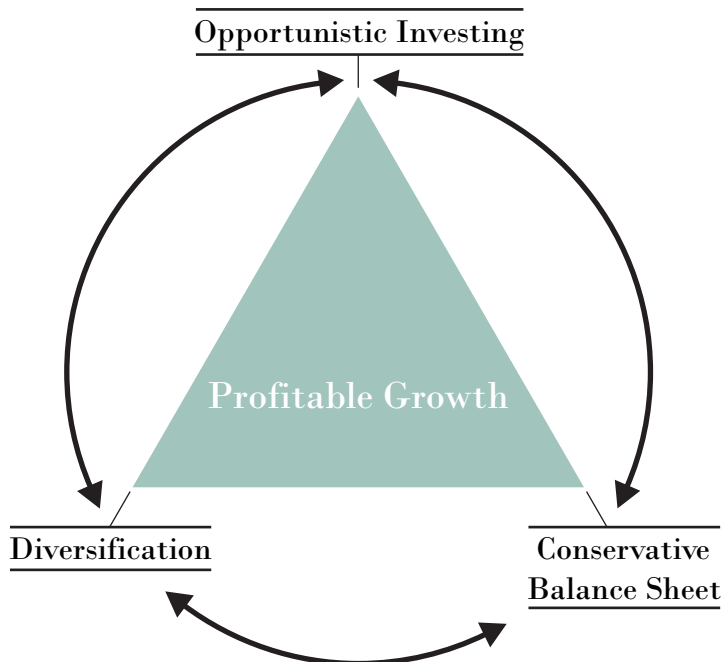 Opportunistic Investing
Profitable Growth
Diversification
Conservative
Balance Sheet